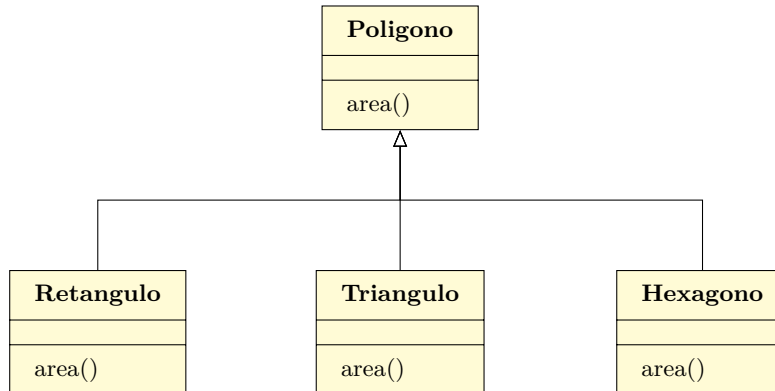 Poligono
area()
Retangulo
Triangulo
Hexagono
area()
area()
area()